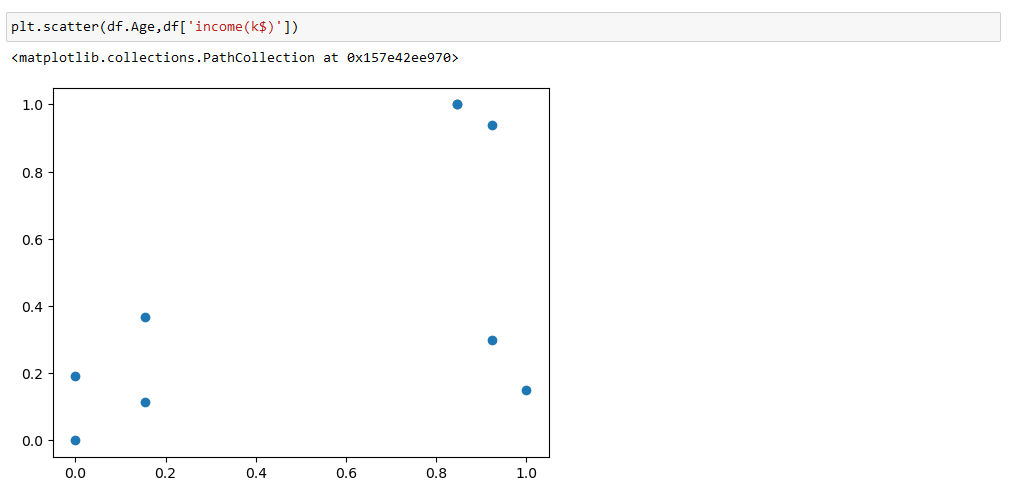 plt.scatter(df.Age,df['income(k$)'])
<matplotlib.collections.PathCollection at 0x157e42ee970>
1.0
0.8
0.6
0.4
0.2
0.0
0.0 0.2 0.4 0.6 0.8 1.0